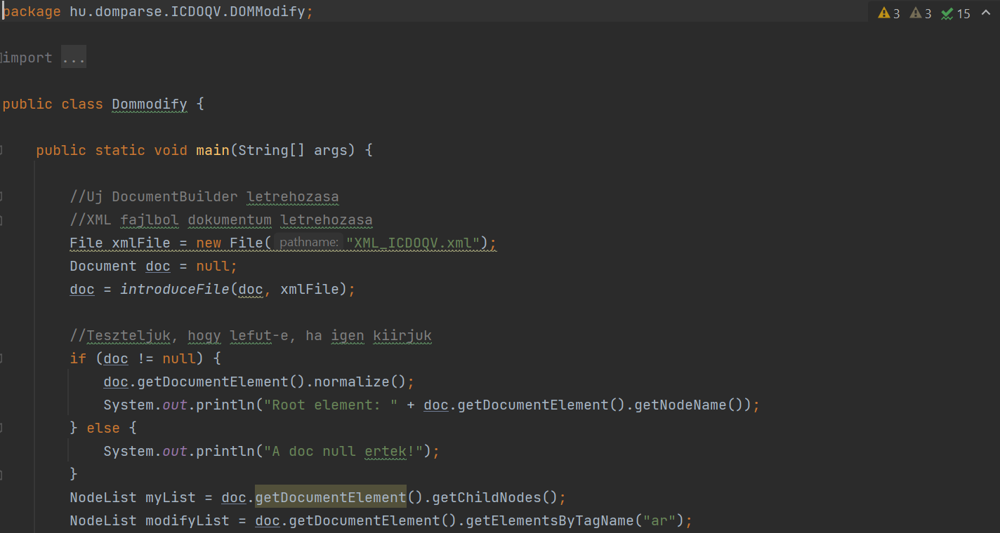 package hu.domparse.ICDOQV.DOMModify;
3 3 15
import ...
public class Dommodify {
public static void main(String[] args) {
//Uj DocumentBuilder letrehozasa
//XML fajlbol dokumentum letrehozasa
File xmlFile = new File( pathname: "XML_ICDOQV.xml");
Document doc = null;
doc = introduceFile(doc, xmlFile);
//Teszteljuk, hogy lefut-e, ha igen kiirjuk
if (doc != null) {
doc.getDocumentElement().normalize();
System.out.println("Root element: " + doc.getDocumentElement().getNodeName());
} else {
System.out.println("A doc null ertek!");
}
NodeList myList = doc.getDocumentElement().getChildNodes();
NodeList modifyList = doc.getDocumentElement().getElementsByTagName("ar");